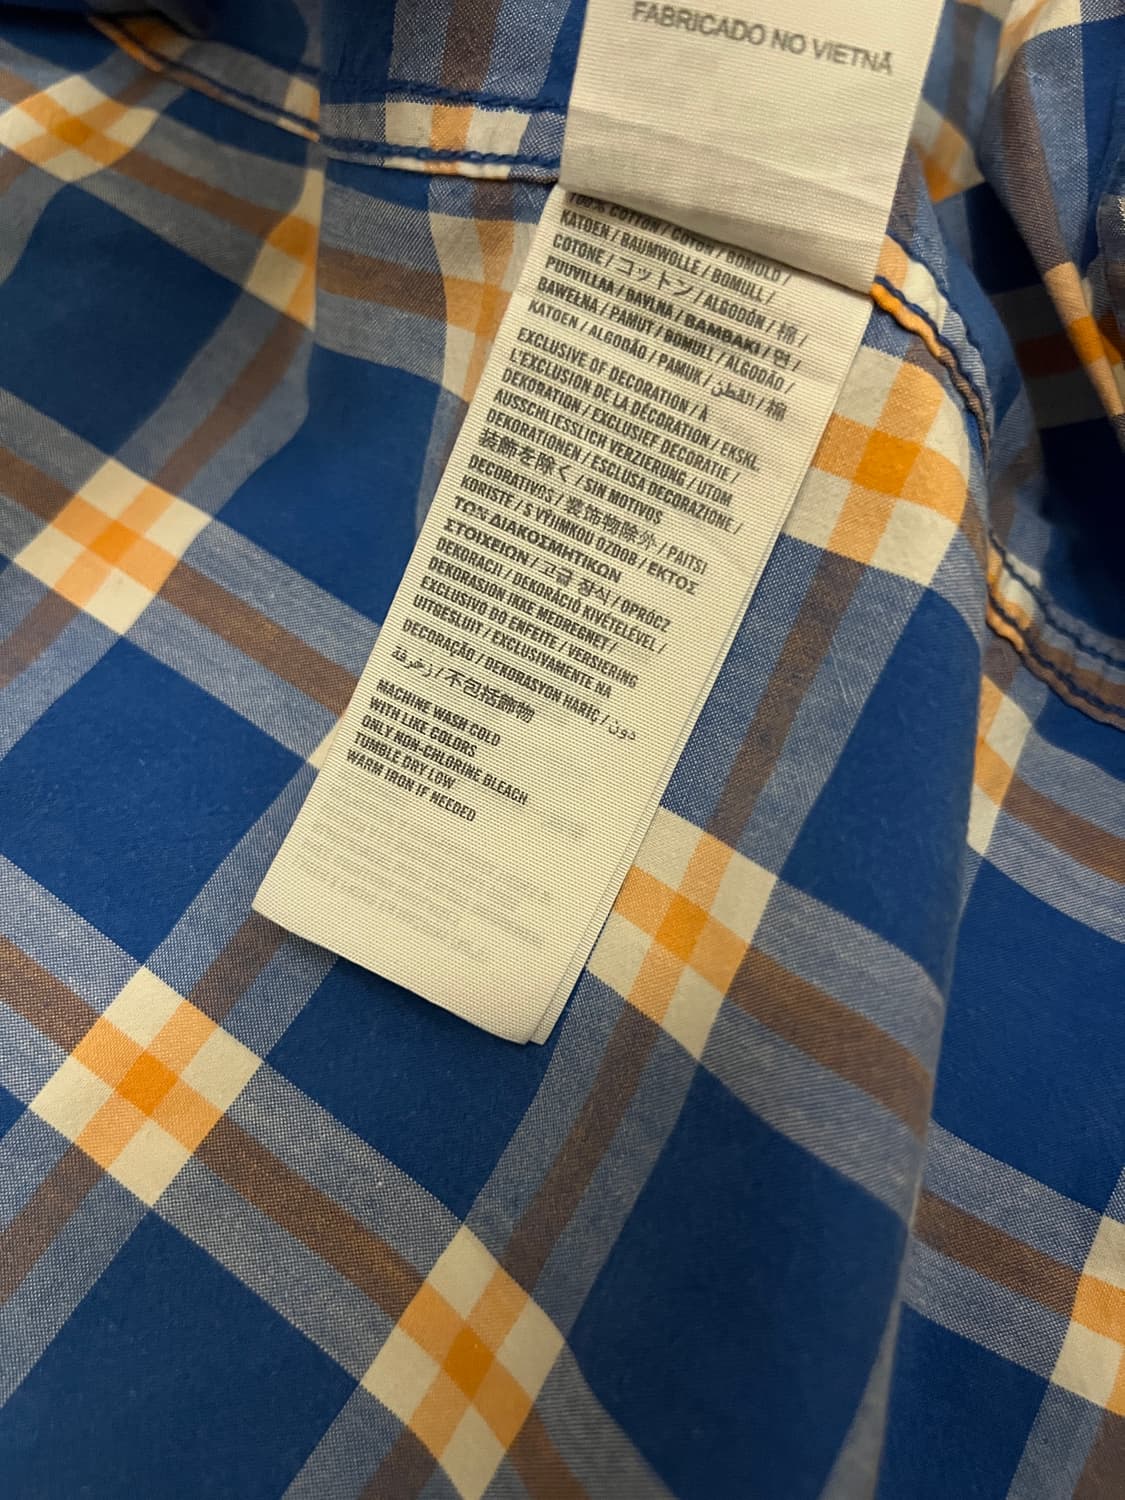 FABRICADO NO VIETNÃ
100% COTTON / COTON / BOMULD /
KATOEN / BAUMWOLLE / BOMULL /
COTONE / コットン / ALGODÓN / 棉 /
PUUVILLAA / BAVLNA / BAMBAKI / 면 /
BAWEŁNA / PAMUT / BOMULL / ALGODÃO /
KATOEN / ALGODÃO / PAMUK / القطن / 棉
EXCLUSIVE OF DECORATION / À
L'EXCLUSION DE LA DÉCORATION / EKSKL.
DEKORATION / EXCLUSIEF DECORATIE /
AUSSCHLIESSLICH VERZIERUNG / UTOM.
DEKORATIONEN / ESCLUSA DECORAZIONE /
装飾を除く / SIN MOTIVOS
DECORATIVOS / 装饰物除外 / PAITSI
KORISTE / S VÝJIMKOU OZDOB / ΕΚΤΟΣ
ΤΩΝ ΔΙΑΚΟΣΜΗΤΙΚΩΝ
ΣΤΟΙΧΕΙΩΝ / 고급 장식 / OPRÓCZ
DEKORACJI / DEKORÁCIÓ KIVÉTELÉVEL /
DEKORASJON IKKE MEDREGNET /
EXCLUSIVO DO ENFEITE / VERSIERING
UITGESLUIT / EXCLUSIVAMENTE NA
DECORAÇÃO / DEKORASYON HARIÇ / دون
زخرفة / 不包括飾物
MACHINE WASH COLD
WITH LIKE COLORS
ONLY NON-CHLORINE BLEACH
TUMBLE DRY LOW
WARM IRON IF NEEDED